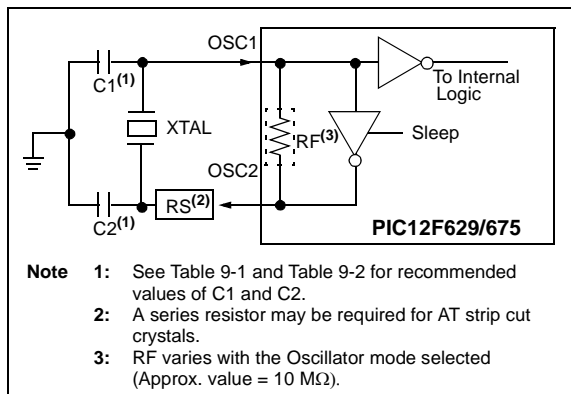 OSC1
C1(1)
To Internal
Logic
XTAL
RF(3)
Sleep
OSC2
RS(2)
C2(1)
PIC12F629/675
Note 1: See Table 9-1 and Table 9-2 for recommended
values of C1 and C2.
2: A series resistor may be required for AT strip cut
crystals.
3: RF varies with the Oscillator mode selected
(Approx. value = 10 MΩ).